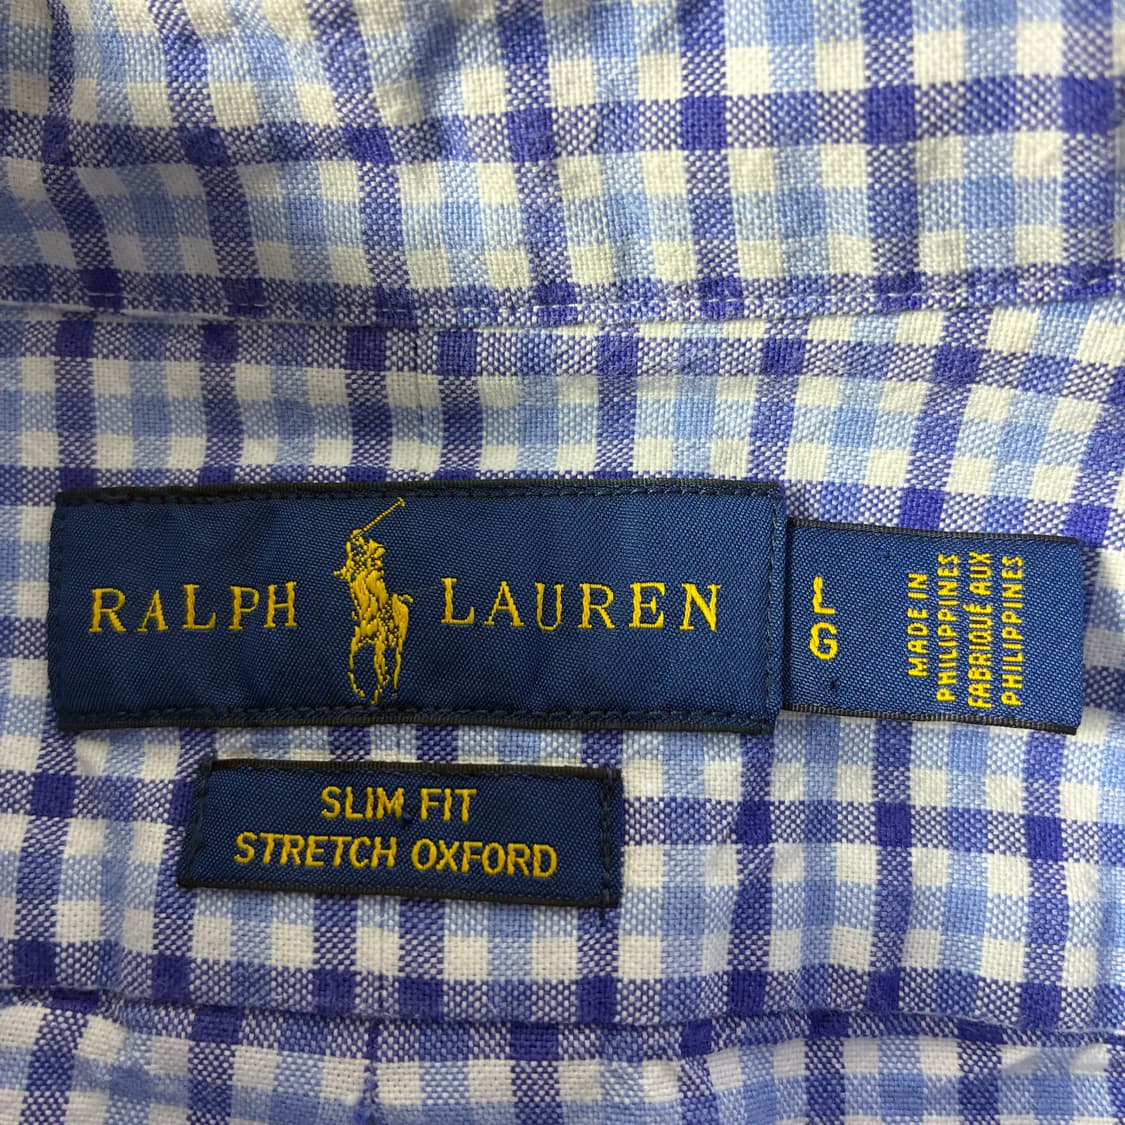 RALPH LAUREN
L
G
MADE IN
PHILIPPINES
FABRIQUÉ AUX
PHILIPPINES
SLIM FIT
STRETCH OXFORD